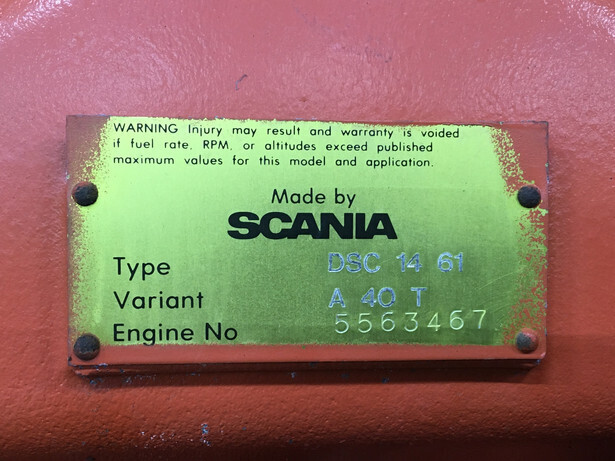 WARNING Injury may result and warranty is voided
if fuel rate, RPM, or altitudes exceed published
maximum values for this model and application.
Made by
SCANIA
Type DSC 14 61
Variant A 40 T
Engine No 5563467